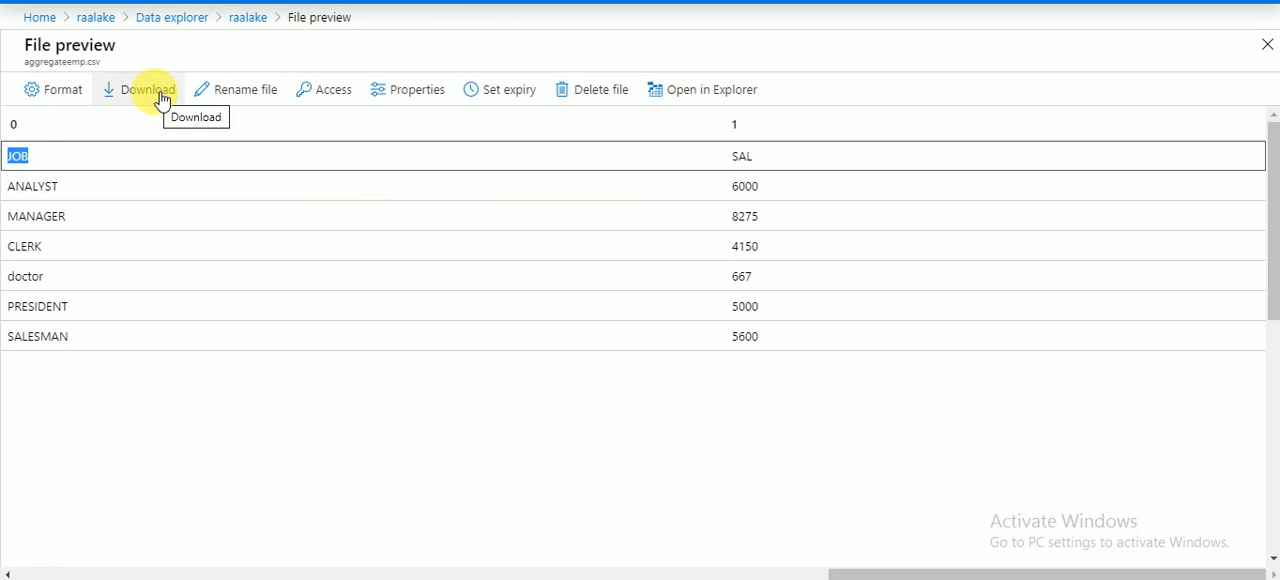 Home > raalake > Data explorer > raalake > File preview
File preview
aggregateemp.csv
Format Download Rename file Access Properties Set expiry Delete file Open in Explorer
Download
0 1
JOB SAL
ANALYST 6000
MANAGER 8275
CLERK 4150
doctor 667
PRESIDENT 5000
SALESMAN 5600
Activate Windows
Go to PC settings to activate Windows.